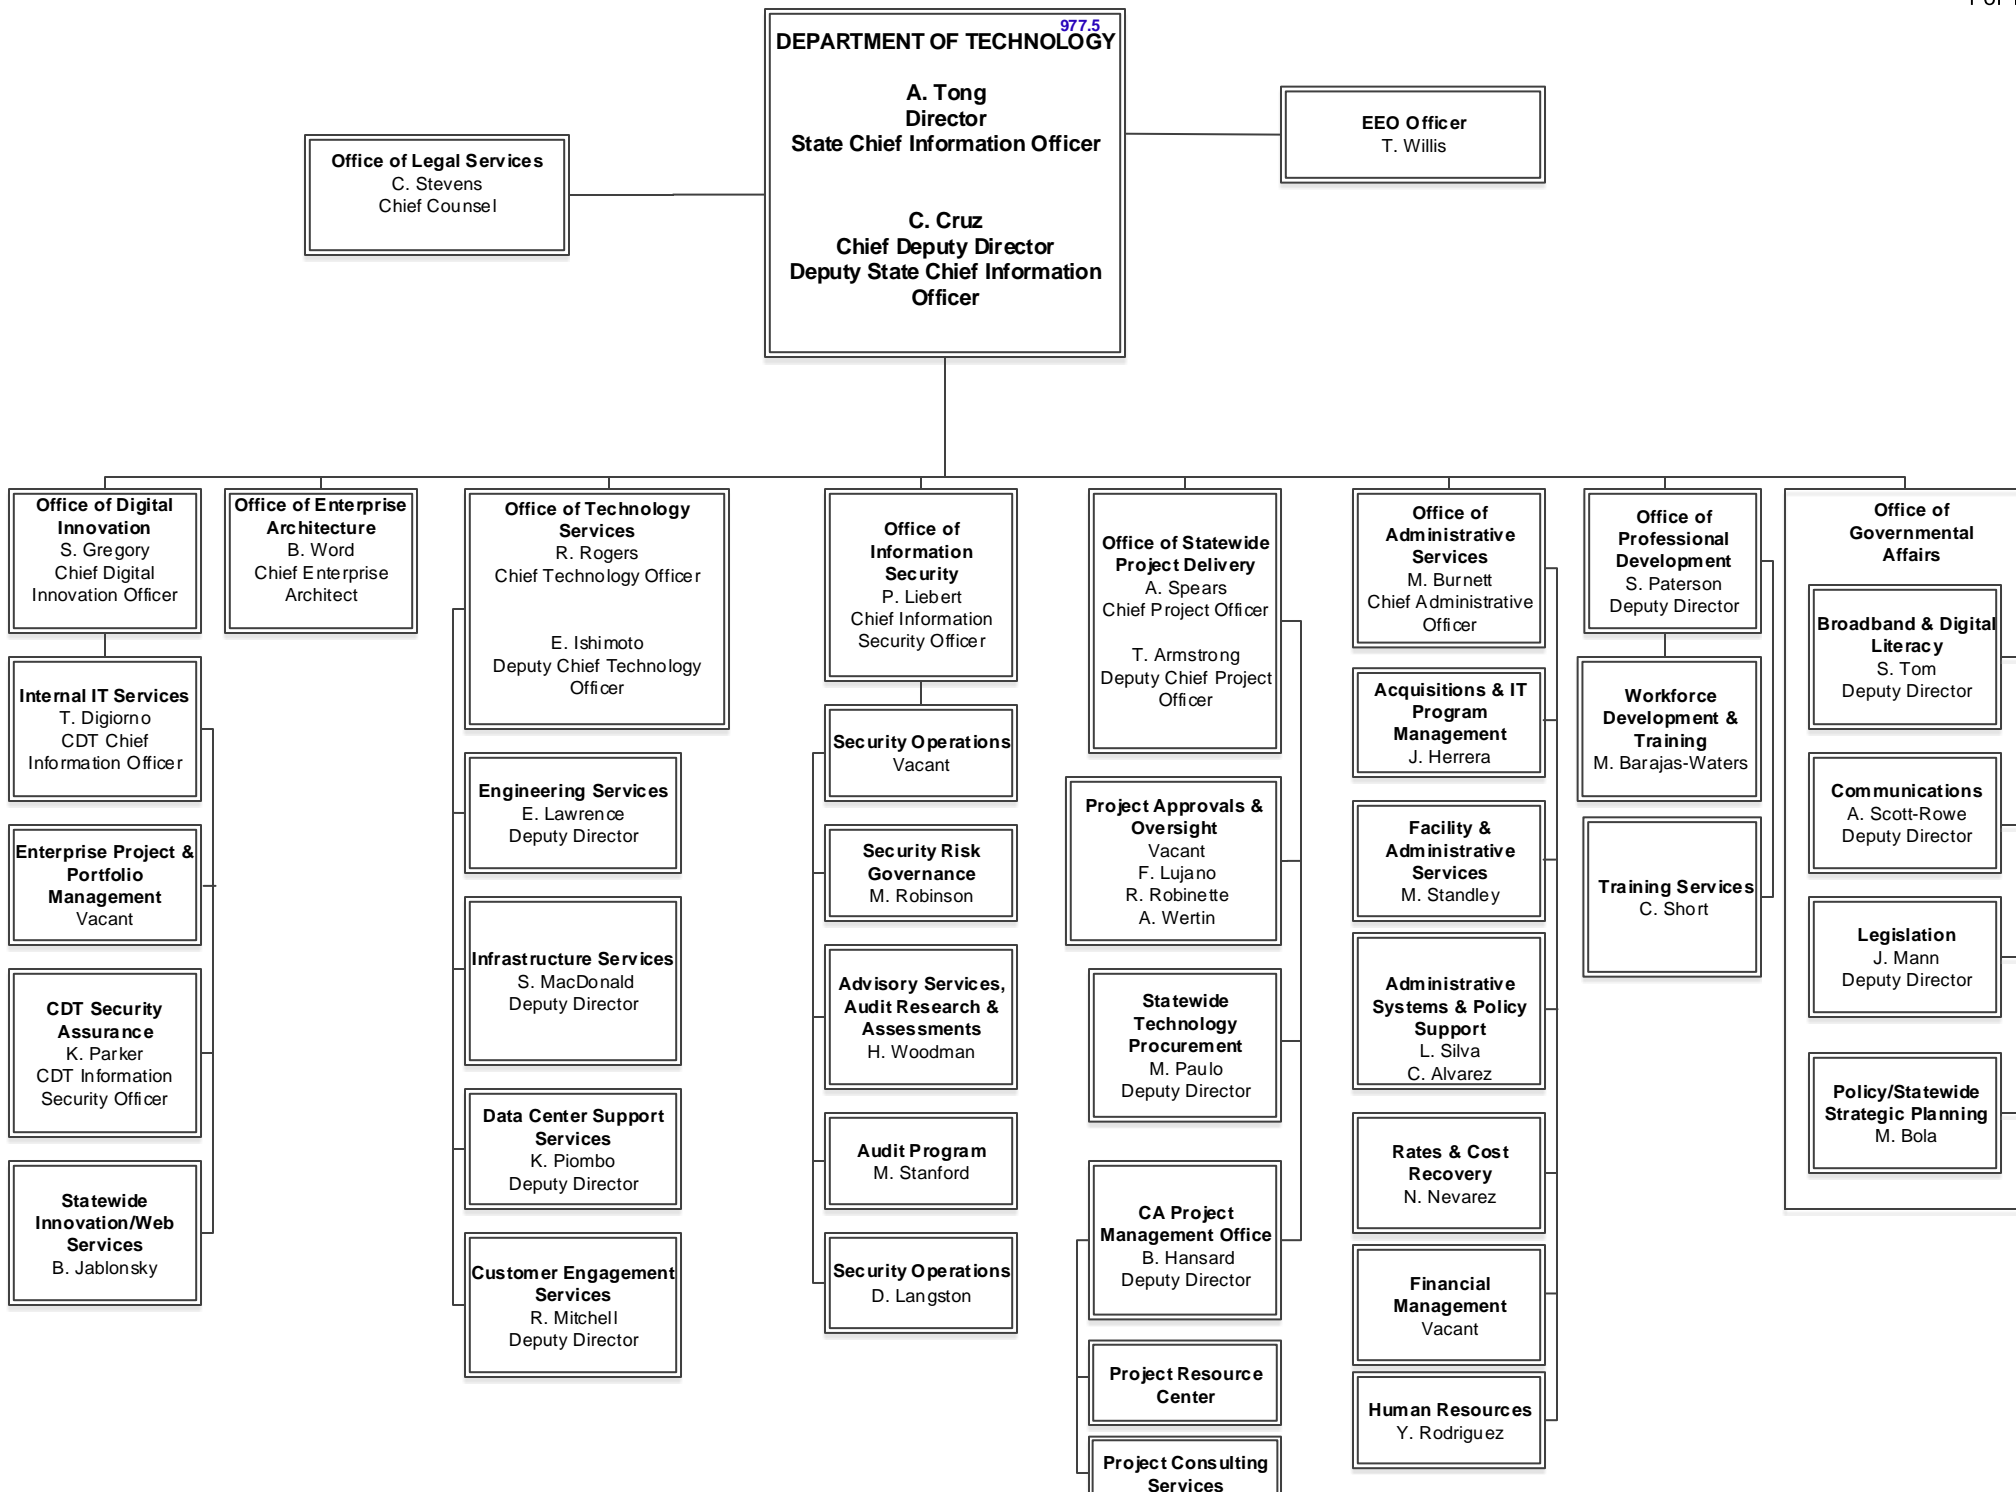 977.5
DEPARTMENT OF TECHNOLOGY
A. Tong
Director
State Chief Information Officer
C. Cruz
Chief Deputy Director
Deputy State Chief Information
Officer
EEO Officer
T. Willis
Office of Legal Services
C. Stevens
Chief Counsel
Office of Digital
Innovation
S. Gregory
Chief Digital
Innovation Officer
Internal IT Services
T. Digiorno
CDT Chief
Information Officer
Enterprise Project &
Portfolio
Management
Vacant
CDT Security
Assurance
K. Parker
CDT Information
Security Officer
Statewide
Innovation/Web
Services
B. Jablonsky
Office of Enterprise
Architecture
B. Word
Chief Enterprise
Architect
Office of Technology
Services
R. Rogers
Chief Technology Officer
E. Ishimoto
Deputy Chief Technology
Officer
Engineering Services
E. Lawrence
Deputy Director
Infrastructure Services
S. MacDonald
Deputy Director
Data Center Support
Services
K. Piombo
Deputy Director
Customer Engagement
Services
R. Mitchell
Deputy Director
Office of
Information
Security
P. Liebert
Chief Information
Security Officer
Security Operations
Vacant
Security Risk
Governance
M. Robinson
Advisory Services,
Audit Research &
Assessments
H. Woodman
Audit Program
M. Stanford
Security Operations
D. Langston
Office of Statewide
Project Delivery
A. Spears
Chief Project Officer
T. Armstrong
Deputy Chief Project
Officer
Project Approvals &
Oversight
Vacant
F. Lujano
R. Robinette
A. Wertin
Statewide
Technology
Procurement
M. Paulo
Deputy Director
CA Project
Management Office
B. Hansard
Deputy Director
Project Resource
Center
Project Consulting
Services
Office of
Administrative
Services
M. Burnett
Chief Administrative
Officer
Acquisitions & IT
Program
Management
J. Herrera
Facility &
Administrative
Services
M. Standley
Administrative
Systems & Policy
Support
L. Silva
C. Alvarez
Rates & Cost
Recovery
N. Nevarez
Financial
Management
Vacant
Human Resources
Y. Rodriguez
Office of
Professional
Development
S. Paterson
Deputy Director
Workforce
Development &
Training
M. Barajas-Waters
Training Services
C. Short
Office of
Governmental
Affairs
Broadband & Digital
Literacy
S. Tom
Deputy Director
Communications
A. Scott-Rowe
Deputy Director
Legislation
J. Mann
Deputy Director
Policy/Statewide
Strategic Planning
M. Bola